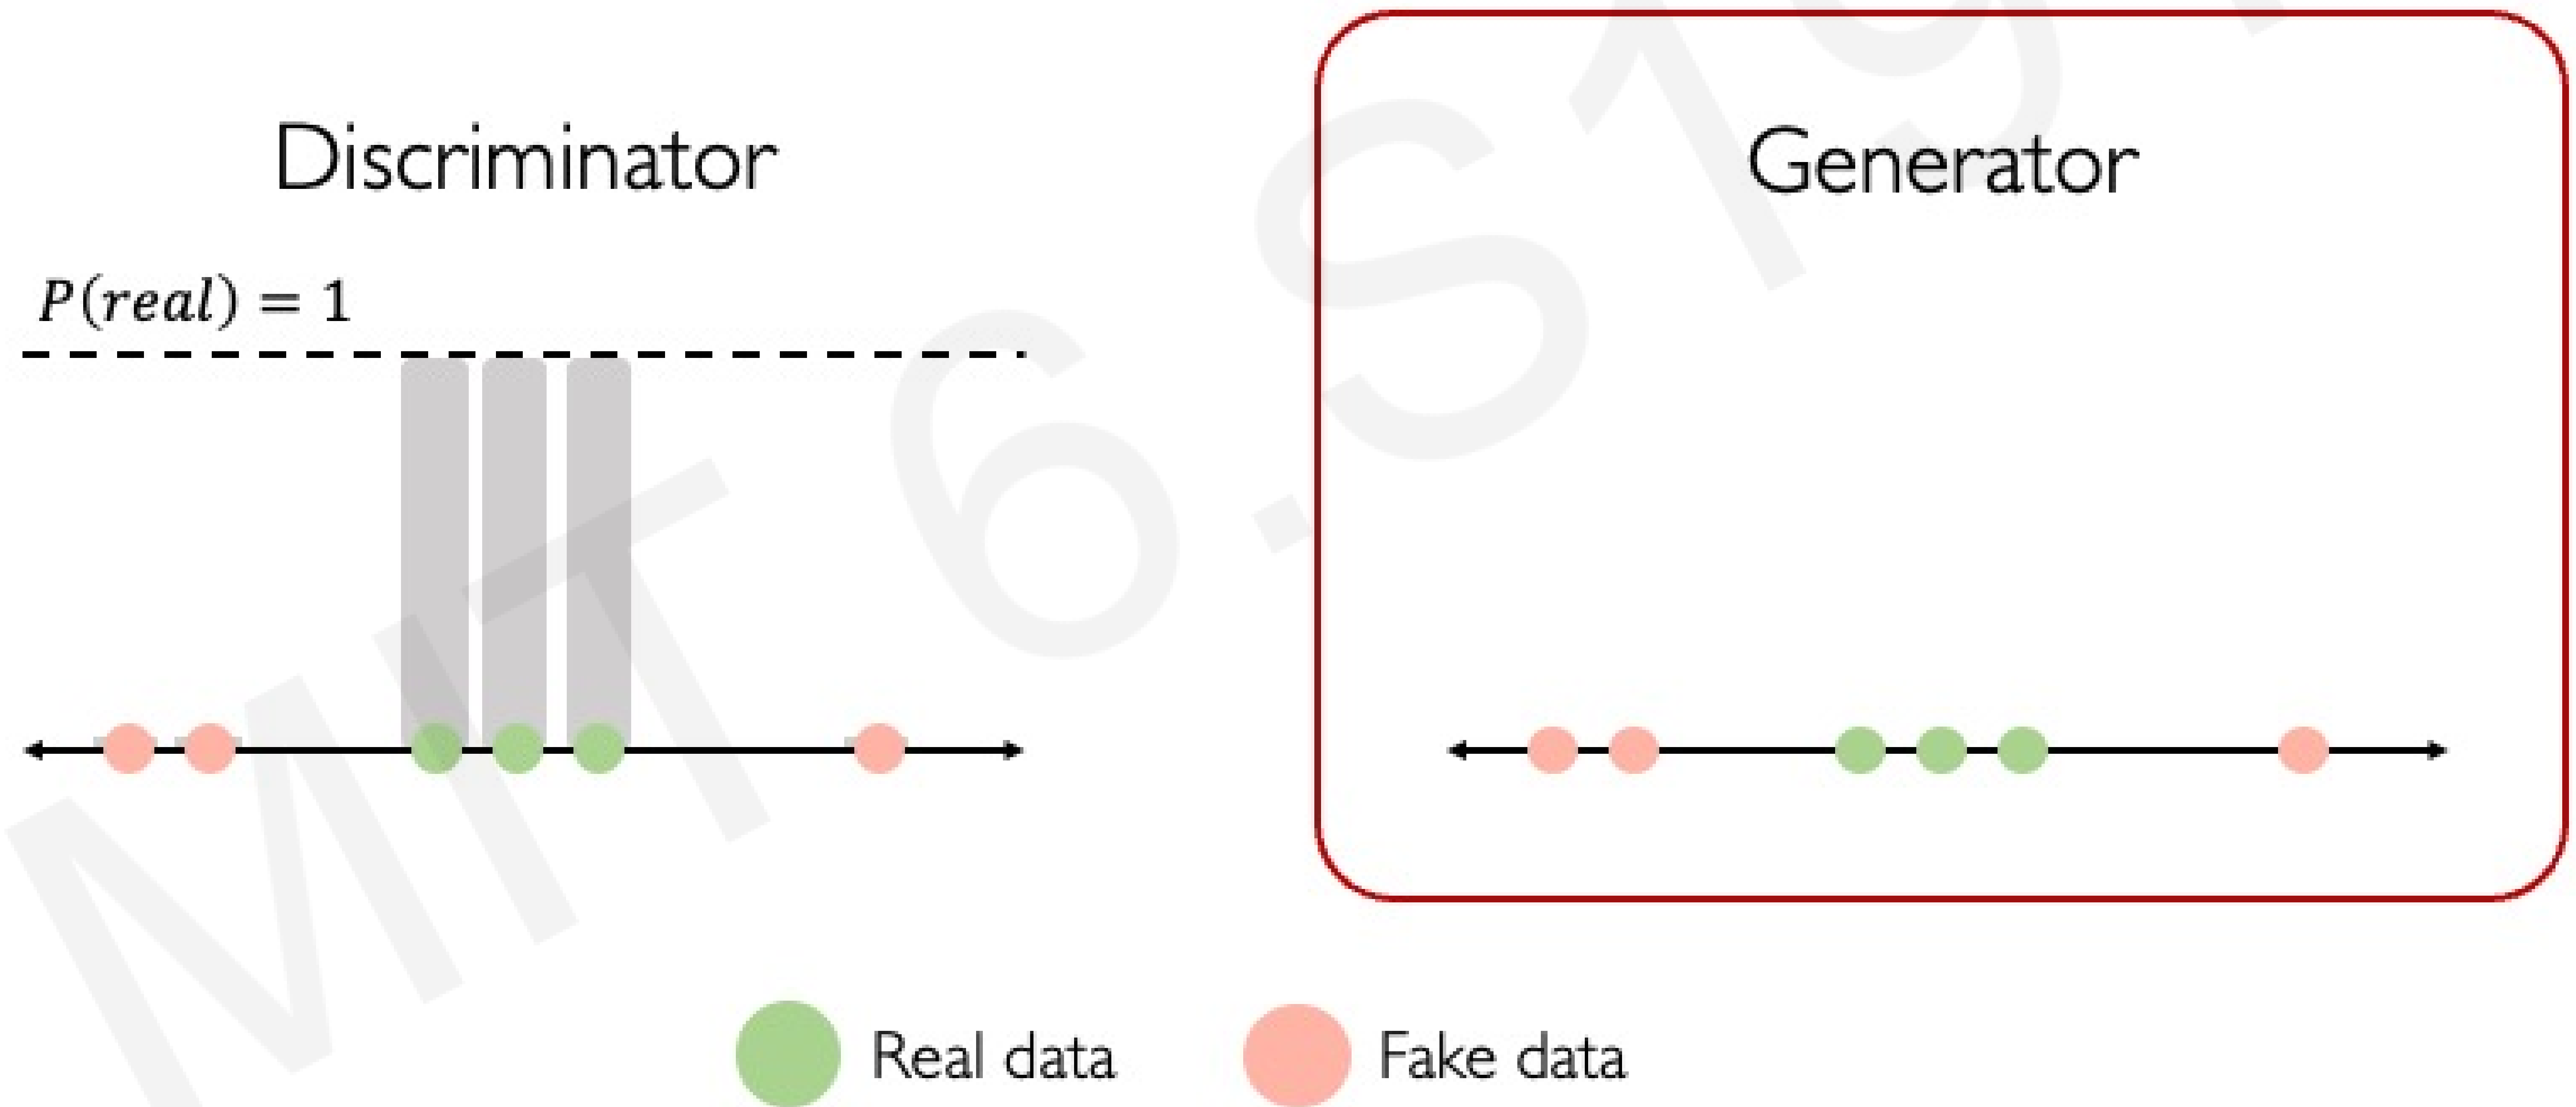 Discriminator
Generator
P(real) = 1
Real data
Fake data
MIT 6.S19